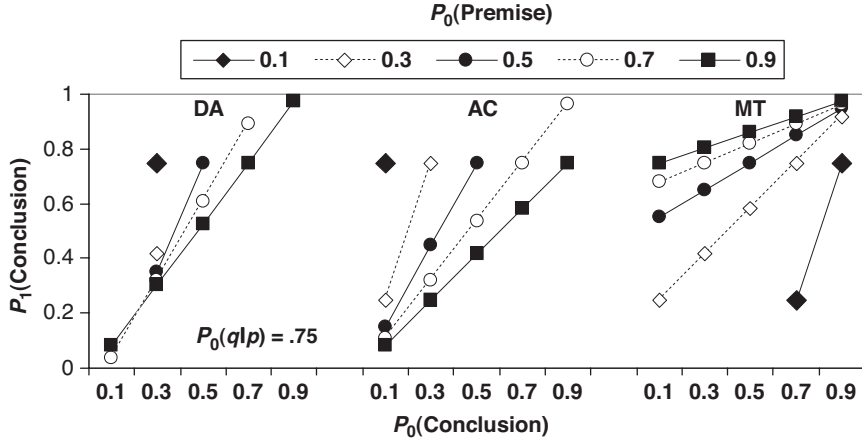 P₀(Premise)
0.1 0.3 0.5 0.7 0.9
DA AC MT
1
0.8
0.6
0.4
0.2
0
P₁(Conclusion)
P₀(q|p) = .75
0.1 0.3 0.5 0.7 0.9 0.1 0.3 0.5 0.7 0.9 0.1 0.3 0.5 0.7 0.9
P₀(Conclusion)